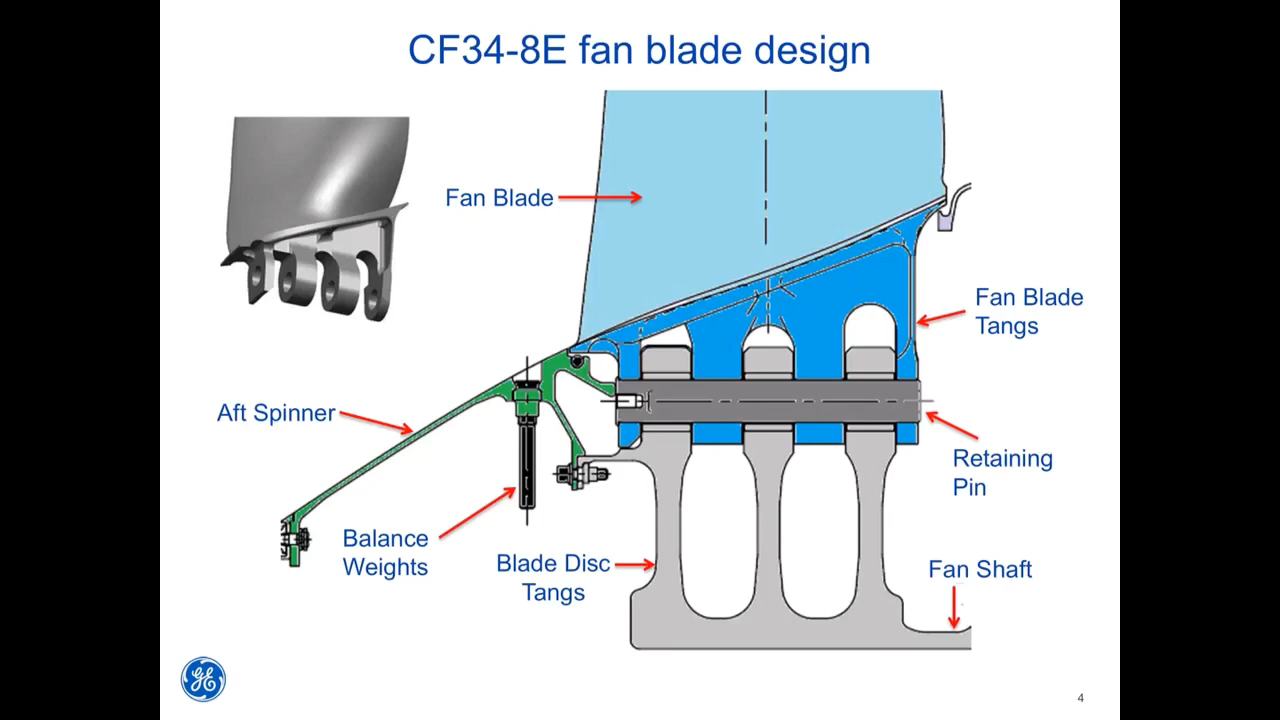 CF34-8E fan blade design
Fan Blade
Fan Blade
Tangs
Aft Spinner
Retaining
Pin
Balance
Weights
Blade Disc
Tangs
Fan Shaft
GE
4